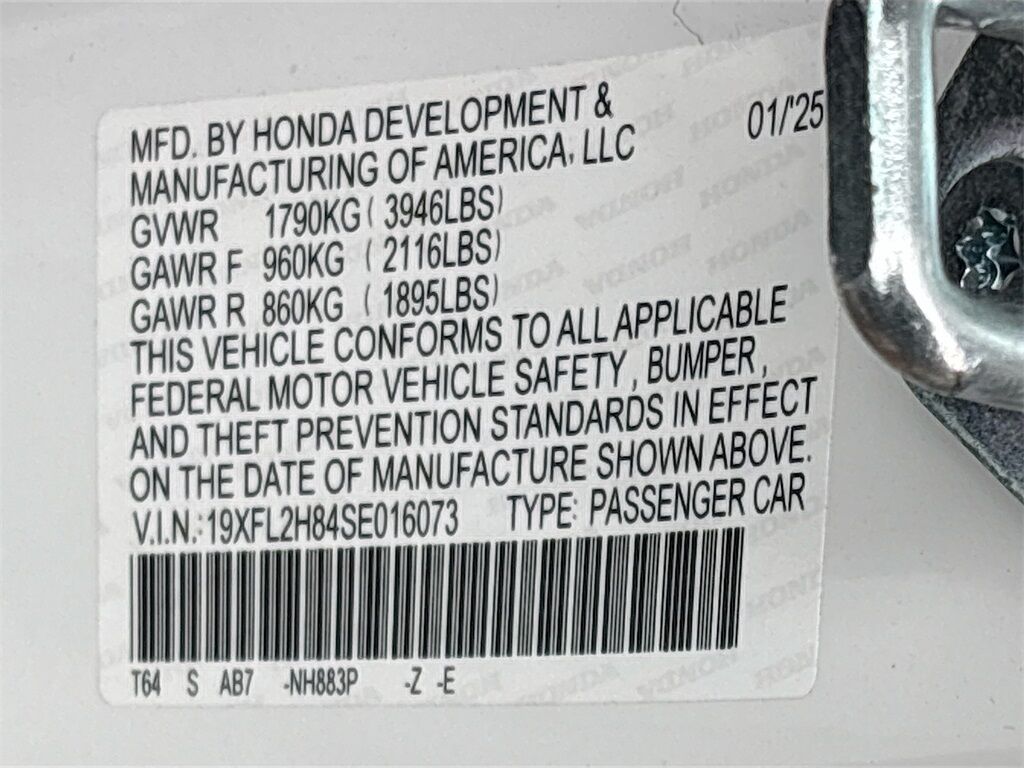 MFD. BY HONDA DEVELOPMENT &
MANUFACTURING OF AMERICA, LLC 01/'25
GVWR 1790KG ( 3946LBS)
GAWR F 960KG ( 2116LBS)
GAWR R 860KG ( 1895LBS)
THIS VEHICLE CONFORMS TO ALL APPLICABLE
FEDERAL MOTOR VEHICLE SAFETY , BUMPER,
AND THEFT PREVENTION STANDARDS IN EFFECT
ON THE DATE OF MANUFACTURE SHOWN ABOVE.
V.I.N.: 19XFL2H84SE016073 TYPE: PASSENGER CAR
T64 S AB7 -NH883P -Z -E